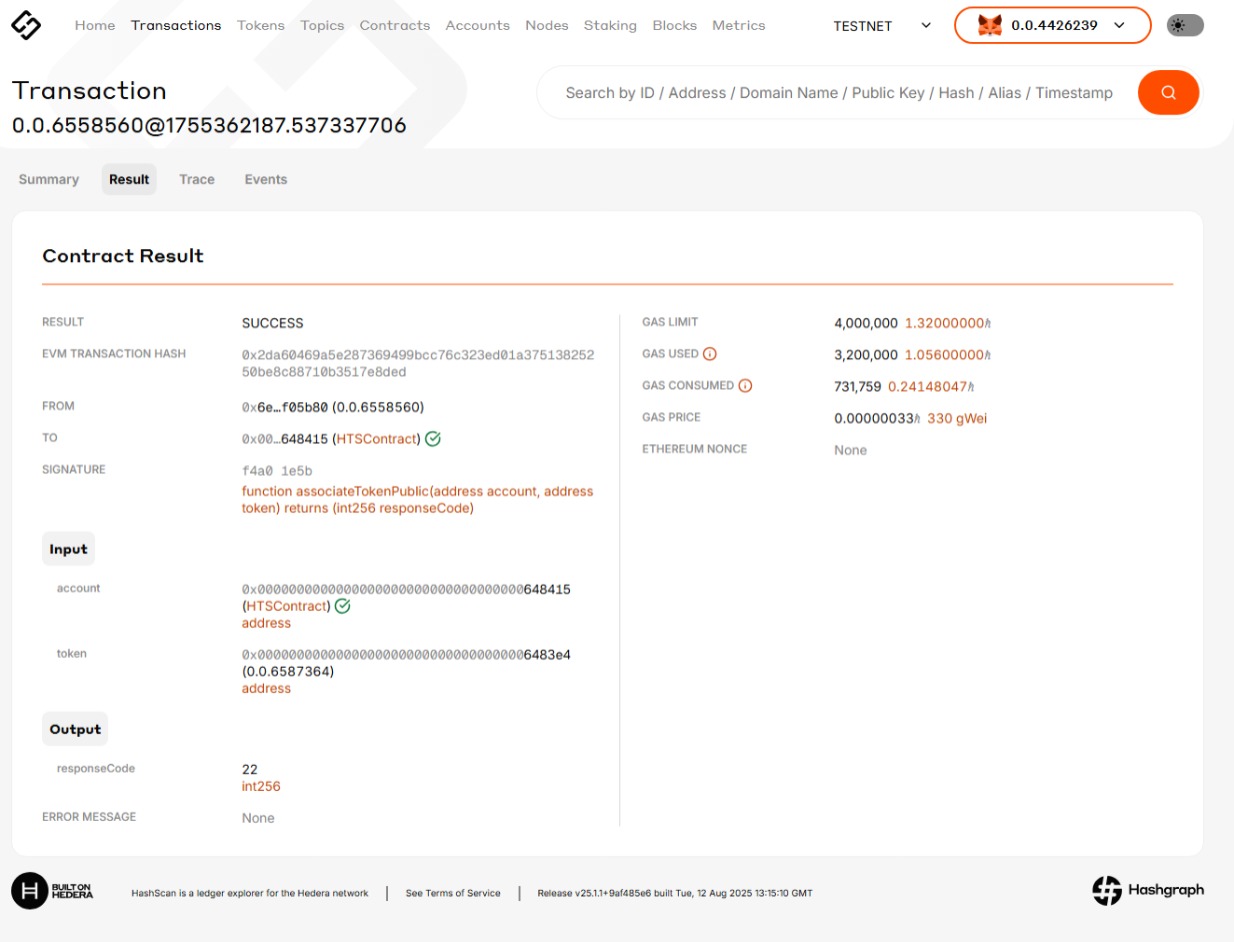 Home Transactions Tokens Topics Contracts Accounts Nodes Staking Blocks Metrics TESTNET 0.0.4426239
Transaction
0.0.6558560@1755362187.537337706
Search by ID / Address / Domain Name / Public Key / Hash / Alias / Timestamp
Summary Result Trace Events
Contract Result
RESULT SUCCESS
EVM TRANSACTION HASH 0x2da60469a5e287369499bcc76c323ed01a375138252
50be8c88710b3517e8ded
FROM 0x6e…f05b80 (0.0.6558560)
TO 0x00…648415 (HTSContract)
SIGNATURE f4a0 1e5b
function associateTokenPublic(address account, address
token) returns (int256 responseCode)
Input
account 0x0000000000000000000000000000000000648415
(HTSContract)
address
token 0x00000000000000000000000000000000006483e4
(0.0.6587364)
address
Output
responseCode 22
int256
ERROR MESSAGE None
GAS LIMIT 4,000,000 1.32000000ℏ
GAS USED 3,200,000 1.05600000ℏ
GAS CONSUMED 731,759 0.24148047ℏ
GAS PRICE 0.00000033ℏ 330 gWei
ETHEREUM NONCE None
H BUILT ON
HEDERA
HashScan is a ledger explorer for the Hedera network | See Terms of Service | Release v25.1.1+9af485e6 built Tue, 12 Aug 2025 13:15:10 GMT
Hashgraph